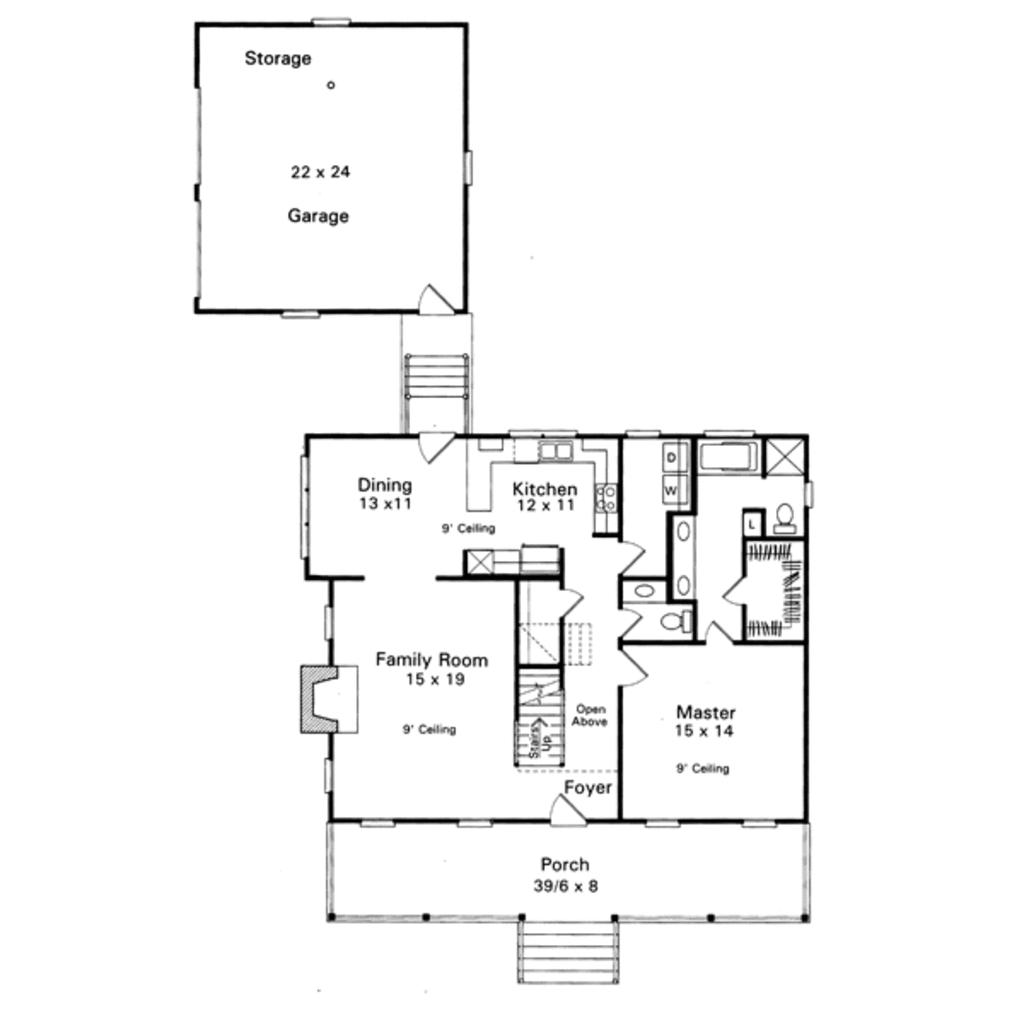 Storage
22 x 24
Garage
Dining
13 x11
Kitchen
12 x 11
9' Ceiling
D
W
L
Family Room
15 x 19
9' Ceiling
Stairs
Up
Open
Above
Master
15 x 14
9' Ceiling
Foyer
Porch
39/6 x 8